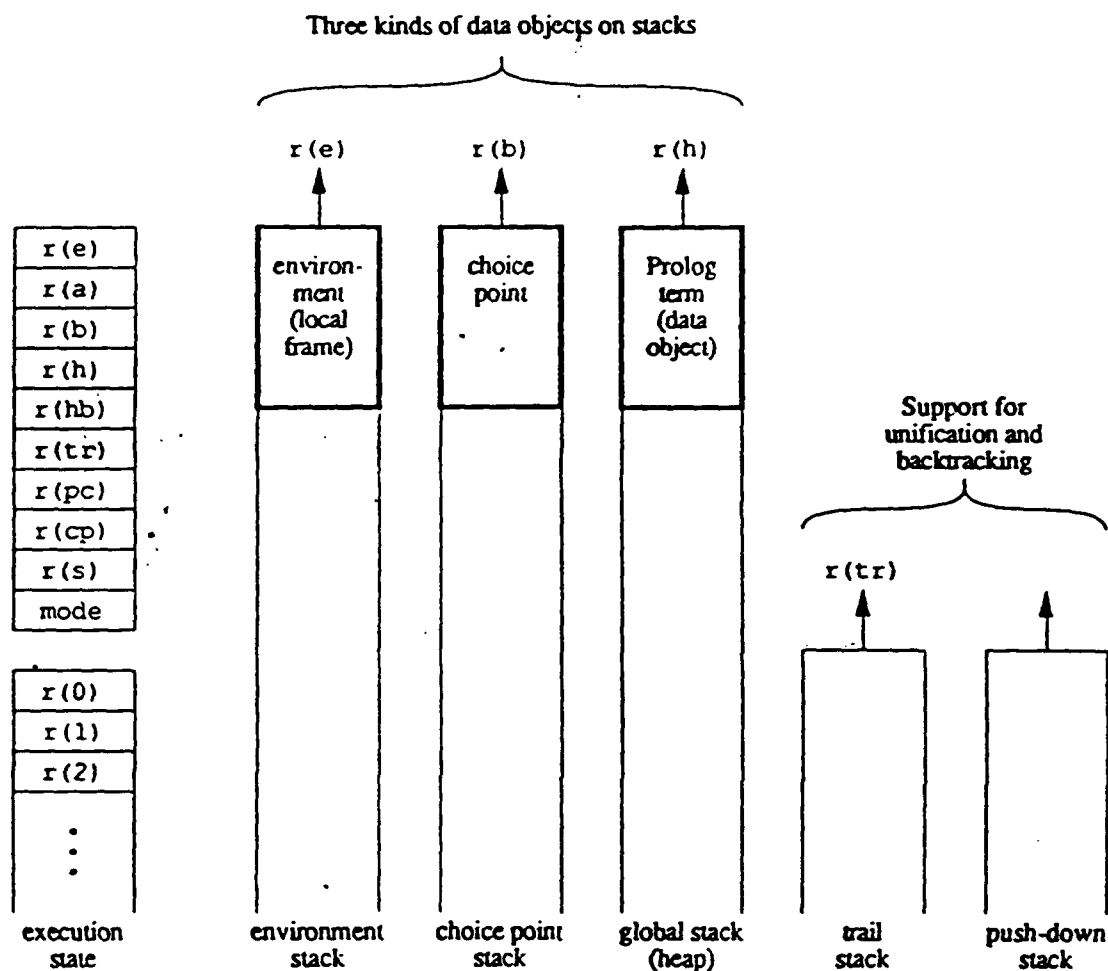 Three kinds of data objects on stacks
r(e)
r(b)
r(h)
r(e)
r(a)
r(b)
r(h)
r(hb)
r(tr)
r(pc)
r(cp)
r(s)
mode
r(0)
r(1)
r(2)
environ-
ment
(local
frame)
choice
point
Prolog
term
(data
object)
Support for
unification and
backtracking
r(tr)
execution
state
environment
stack
choice point
stack
global stack
(heap)
trail
stack
push-down
stack